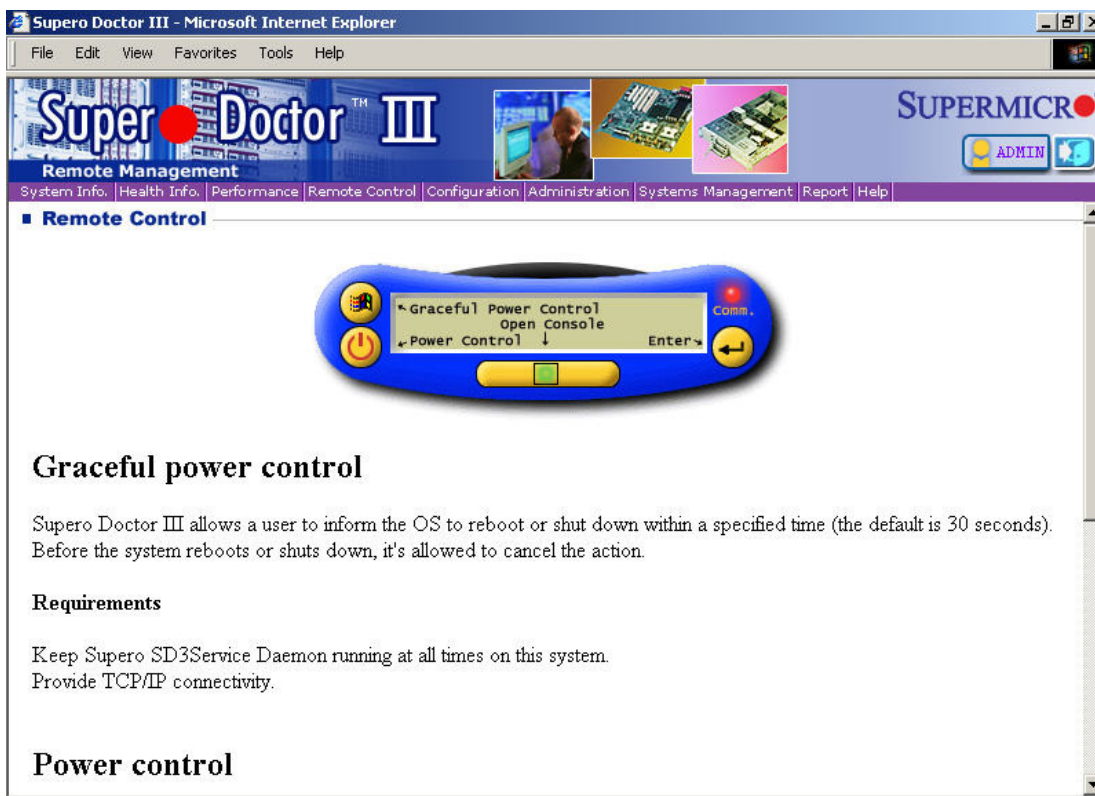 Supero Doctor III - Microsoft Internet Explorer
File Edit View Favorites Tools Help
Super Doctor™ III
SUPERMICR
ADMIN
Remote Management
System Info. Health Info. Performance Remote Control Configuration Administration Systems Management Report Help
Remote Control
Graceful Power Control
Open Console
Power Control
Enter
Comm.
Graceful power control
Supero Doctor III allows a user to inform the OS to reboot or shut down within a specified time (the default is 30 seconds).
Before the system reboots or shuts down, it's allowed to cancel the action.
Requirements
Keep Supero SD3Service Daemon running at all times on this system.
Provide TCP/IP connectivity.
Power control